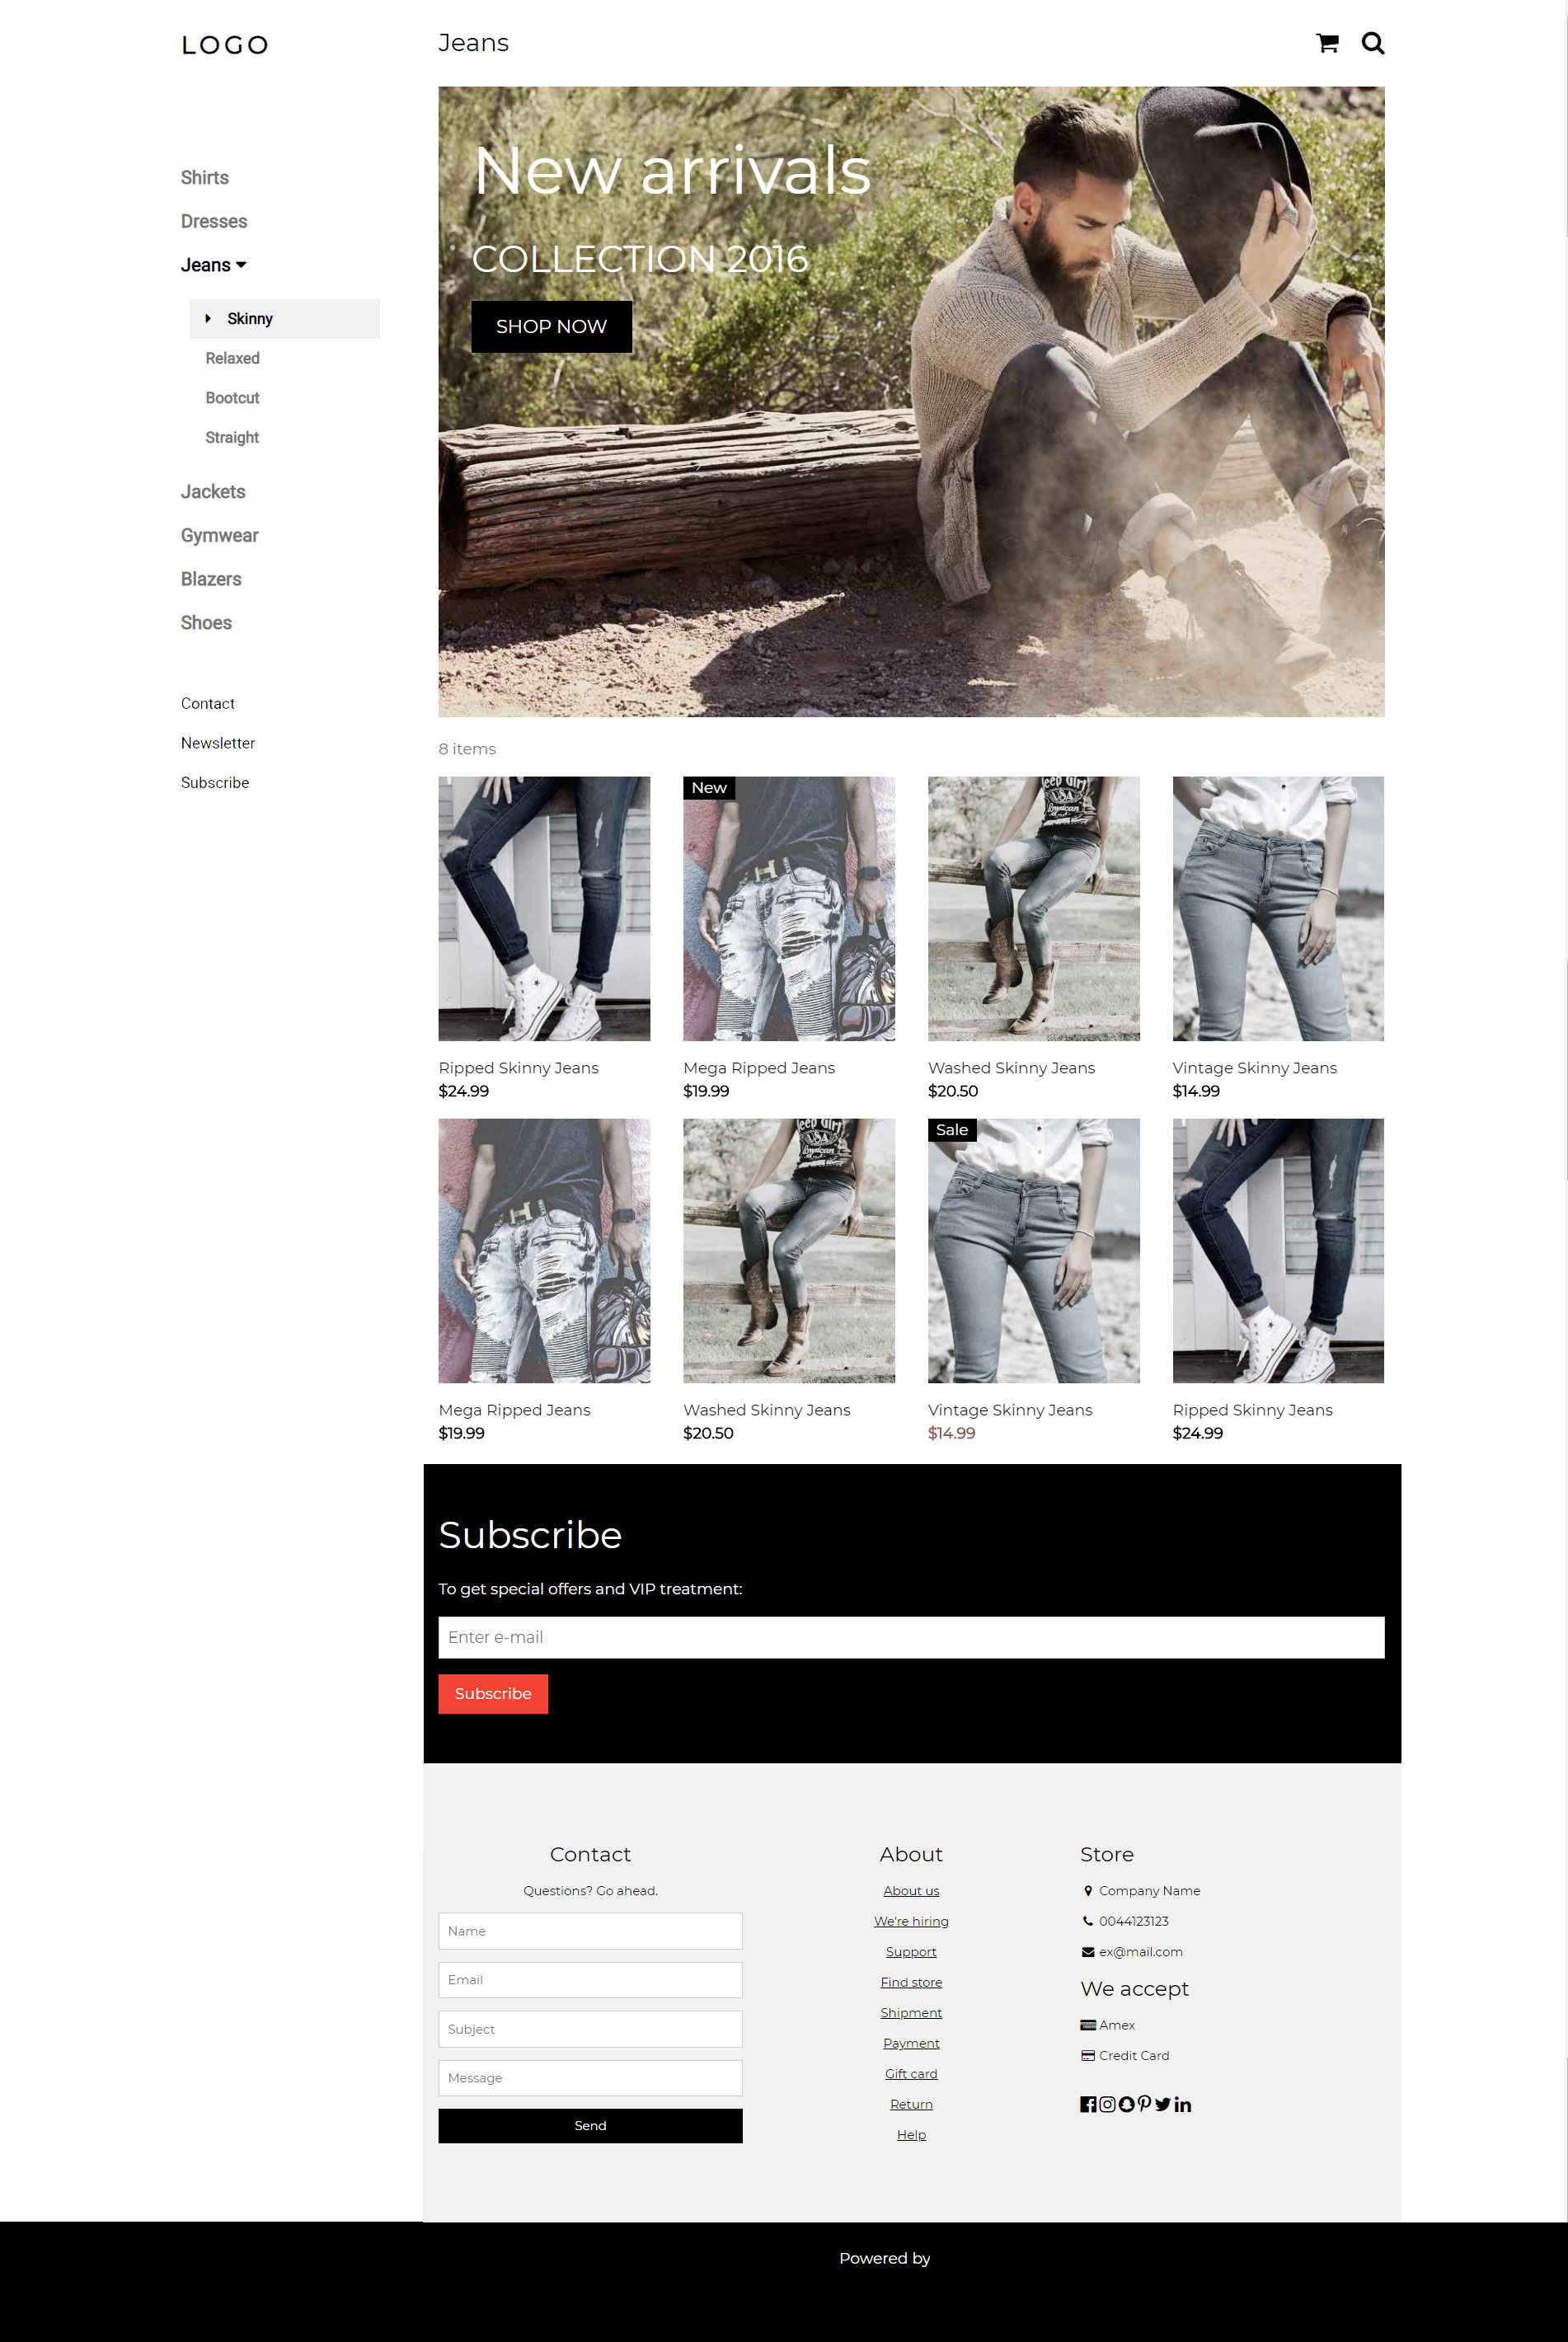 LOGO
Jeans
Shirts
Dresses
Jeans
Skinny
Relaxed
Bootcut
Straight
Jackets
Gymwear
Blazers
Shoes
Contact
Newsletter
Subscribe
New arrivals
COLLECTION 2016
SHOP NOW
8 items
New
USA
Ripped Skinny Jeans
$24.99
Mega Ripped Jeans
$19.99
Washed Skinny Jeans
$20.50
Vintage Skinny Jeans
$14.99
USA
Sale
Mega Ripped Jeans
$19.99
Washed Skinny Jeans
$20.50
Vintage Skinny Jeans
$14.99
Ripped Skinny Jeans
$24.99
Subscribe
To get special offers and VIP treatment:
Enter e-mail
Subscribe
Contact
Questions? Go ahead.
Name
Email
Subject
Message
Send
About
About us
We're hiring
Support
Find store
Shipment
Payment
Gift card
Return
Help
Store
Company Name
0044123123
ex@mail.com
We accept
Amex
Credit Card
Powered by